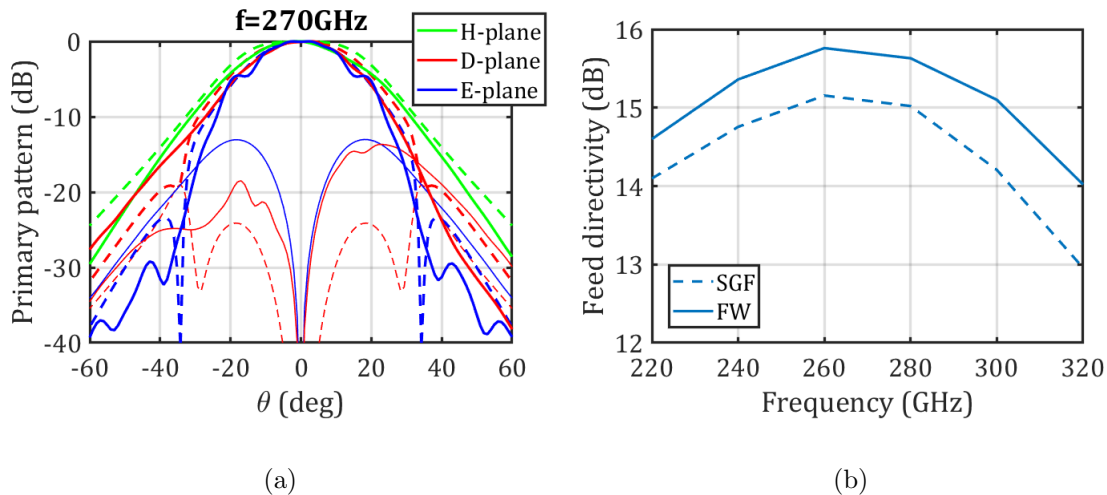 f=270GHz
H-plane
D-plane
E-plane
Primary pattern (dB)
0
-10
-20
-30
-40
-60
-40
-20
0
20
40
60
θ (deg)
(a)
Feed directivity (dB)
16
15
14
13
12
SGF
FW
220
240
260
280
300
320
Frequency (GHz)
(b)